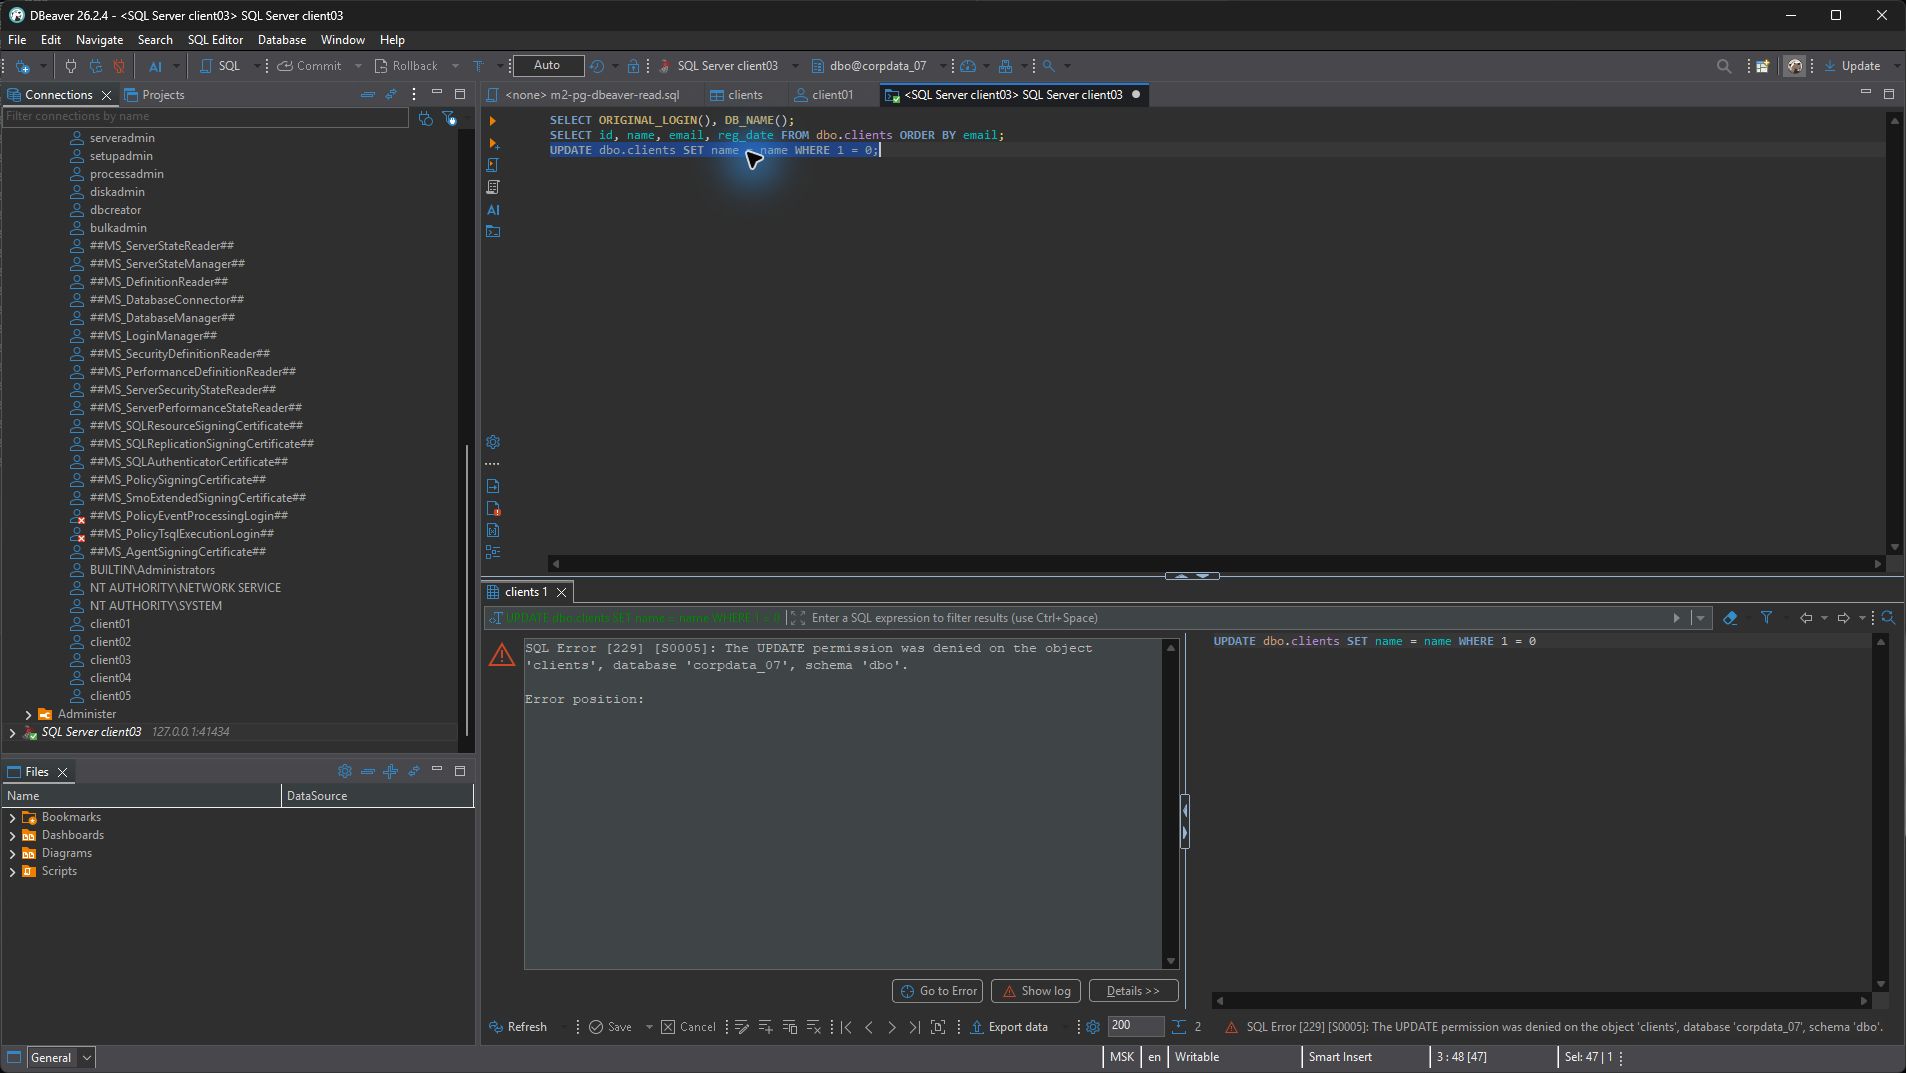 DBeaver 26.2.4 - <SQL Server client03> SQL Server client03
File Edit Navigate Search SQL Editor Database Window Help
AI SQL Commit Rollback T Auto SQL Server client03 dbo@corpdata_07 Update
Connections Projects
Filter connections by name
serveradmin
setupadmin
processadmin
diskadmin
dbcreator
bulkadmin
##MS_ServerStateReader##
##MS_ServerStateManager##
##MS_DefinitionReader##
##MS_DatabaseConnector##
##MS_DatabaseManager##
##MS_LoginManager##
##MS_SecurityDefinitionReader##
##MS_PerformanceDefinitionReader##
##MS_ServerSecurityStateReader##
##MS_ServerPerformanceStateReader##
##MS_SQLResourceSigningCertificate##
##MS_SQLReplicationSigningCertificate##
##MS_SQLAuthenticatorCertificate##
##MS_PolicySigningCertificate##
##MS_SmoExtendedSigningCertificate##
##MS_PolicyEventProcessingLogin##
##MS_PolicyTsqlExecutionLogin##
##MS_AgentSigningCertificate##
BUILTIN\Administrators
NT AUTHORITY\NETWORK SERVICE
NT AUTHORITY\SYSTEM
client01
client02
client03
client04
client05
Administer
SQL Server client03 127.0.0.1:41434
Files
Name DataSource
Bookmarks
Dashboards
Diagrams
Scripts
General
<none> m2-pg-dbeaver-read.sql clients client01 <SQL Server client03> SQL Server client03
SELECT ORIGINAL_LOGIN(), DB_NAME();
SELECT id, name, email, reg_date FROM dbo.clients ORDER BY email;
UPDATE dbo.clients SET name = name WHERE 1 = 0;
AI
clients 1
UPDATE dbo.clients SET name = name WHERE 1 = 0 Enter a SQL expression to filter results (use Ctrl+Space)
SQL Error [229] [S0005]: The UPDATE permission was denied on the object
'clients', database 'corpdata_07', schema 'dbo'.
Error position:
UPDATE dbo.clients SET name = name WHERE 1 = 0
Go to Error Show log Details >>
Refresh Save Cancel Export data 200 2 SQL Error [229] [S0005]: The UPDATE permission was denied on the object 'clients', database 'corpdata_07', schema 'dbo'.
MSK en Writable Smart Insert 3 : 48 [47] Sel: 47 | 1